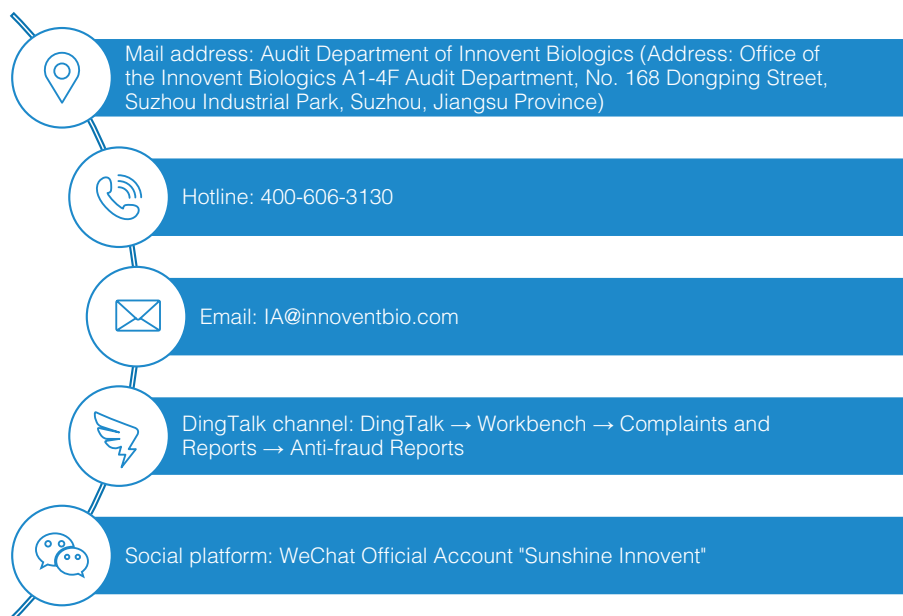 Mail address: Audit Department of Innovent Biologics (Address: Office of
the Innovent Biologics A1-4F Audit Department, No. 168 Dongping Street,
Suzhou Industrial Park, Suzhou, Jiangsu Province)
Hotline: 400-606-3130
Email: IA@innoventbio.com
DingTalk channel: DingTalk → Workbench → Complaints and
Reports → Anti-fraud Reports
Social platform: WeChat Official Account "Sunshine Innovent"